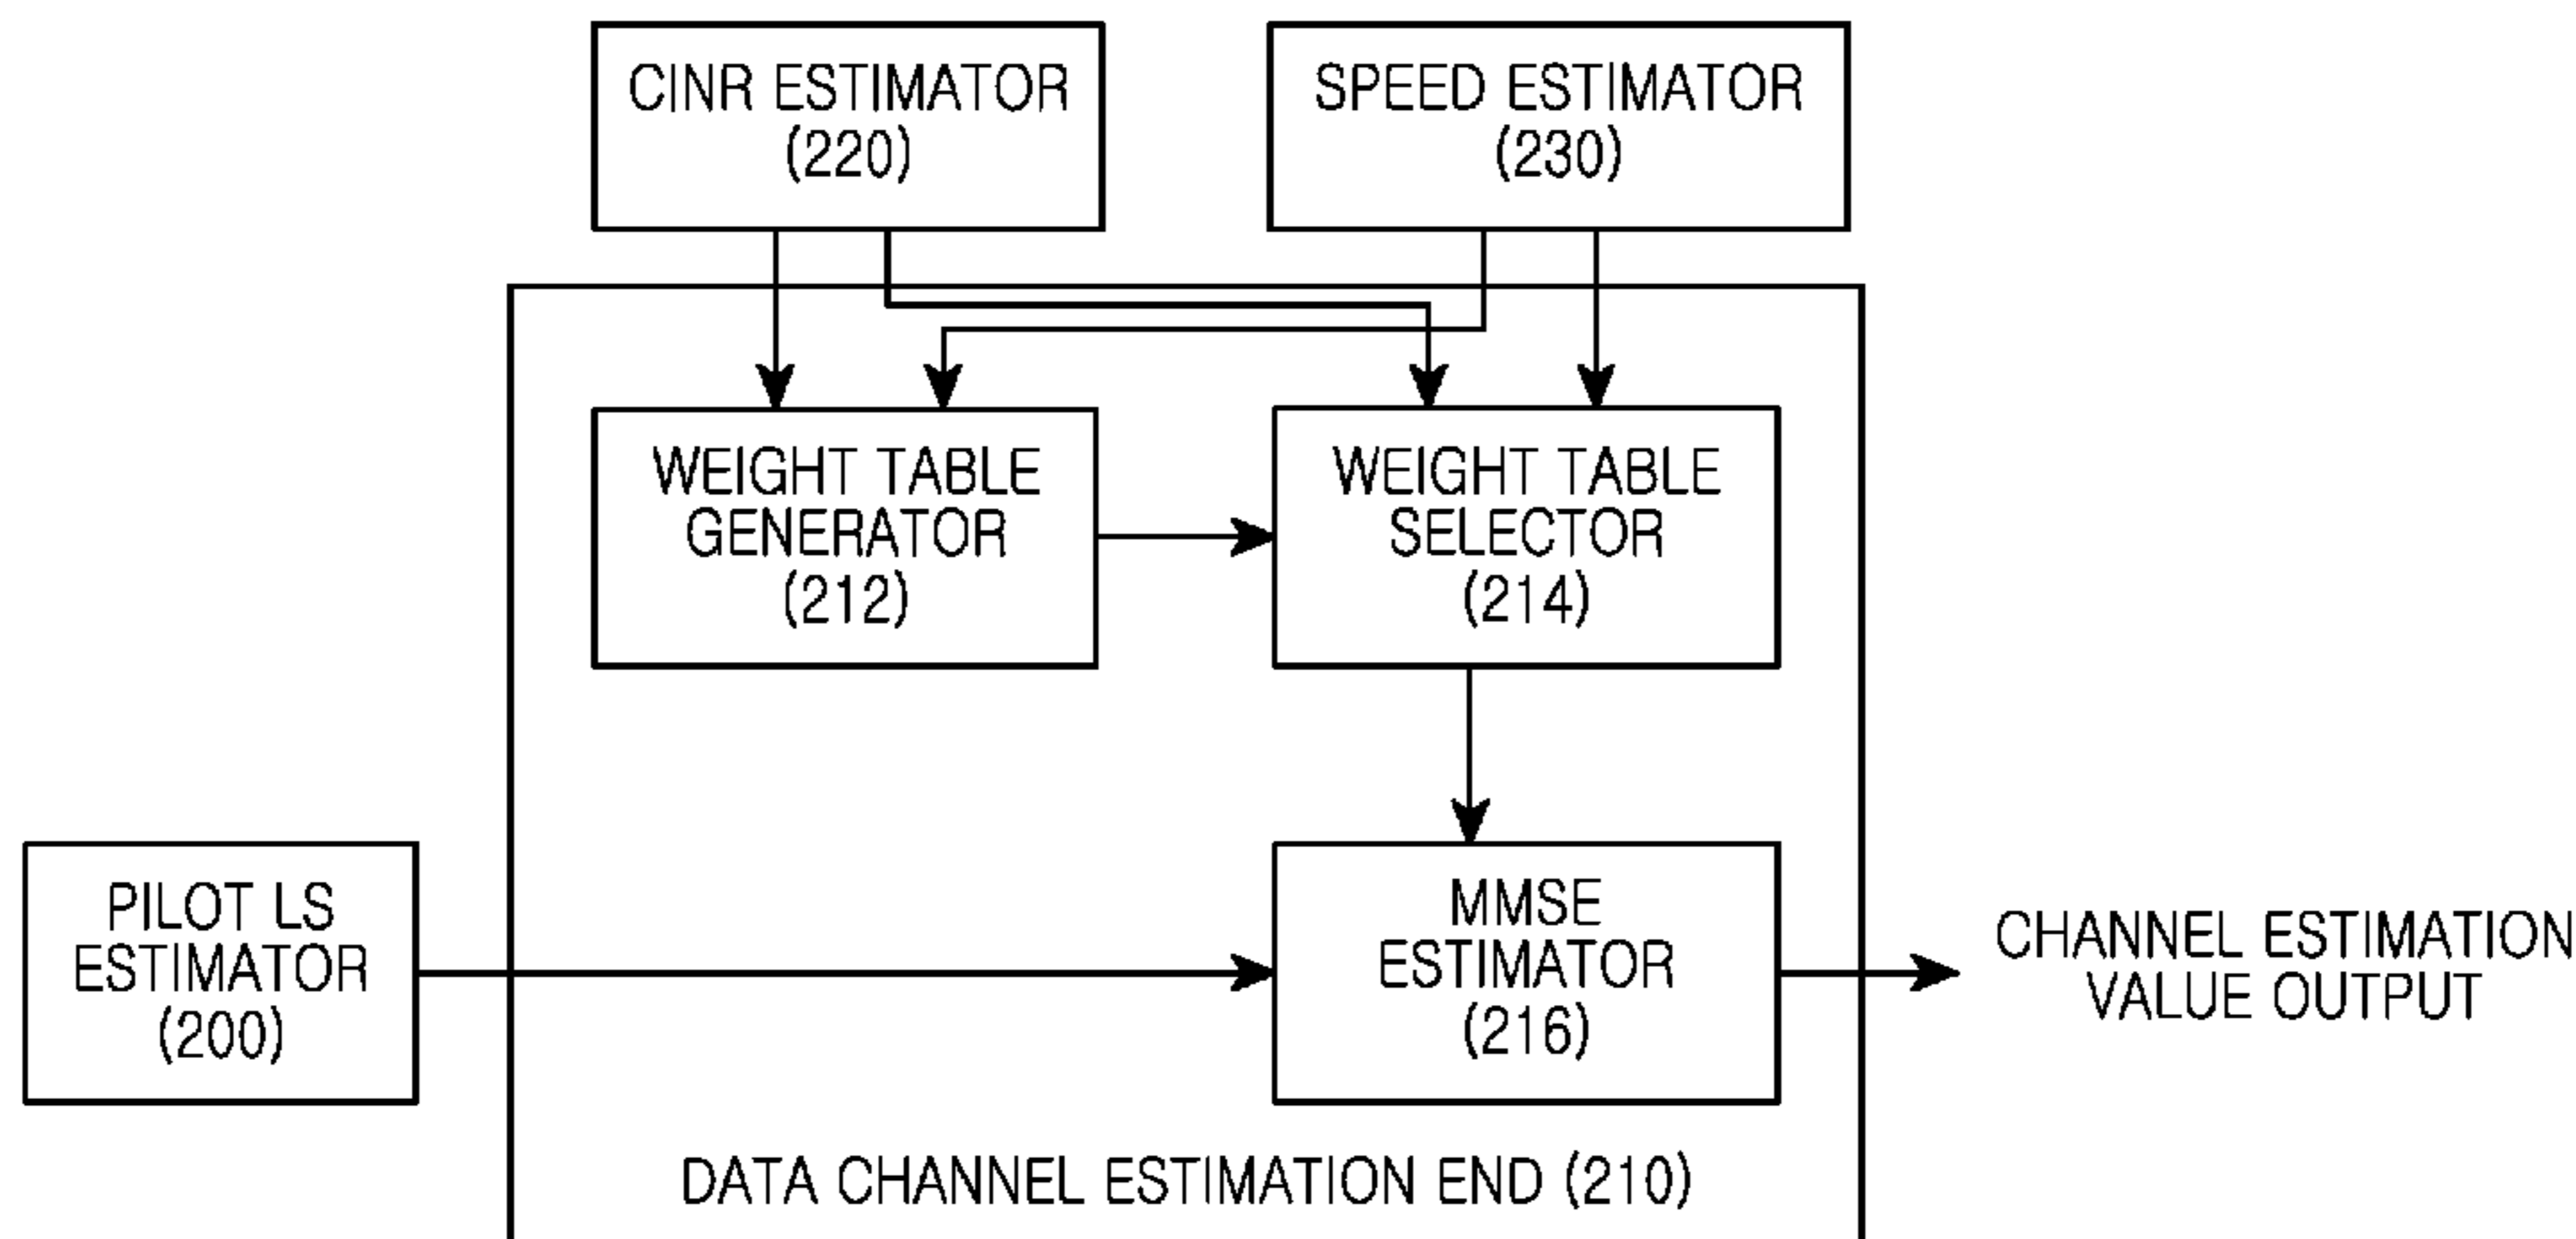 CINR ESTIMATOR
(220)
SPEED ESTIMATOR
(230)
WEIGHT TABLE
GENERATOR
(212)
WEIGHT TABLE
SELECTOR
(214)
PILOT LS
ESTIMATOR
(200)
MMSE
ESTIMATOR
(216)
CHANNEL ESTIMATION
VALUE OUTPUT
DATA CHANNEL ESTIMATION END (210)